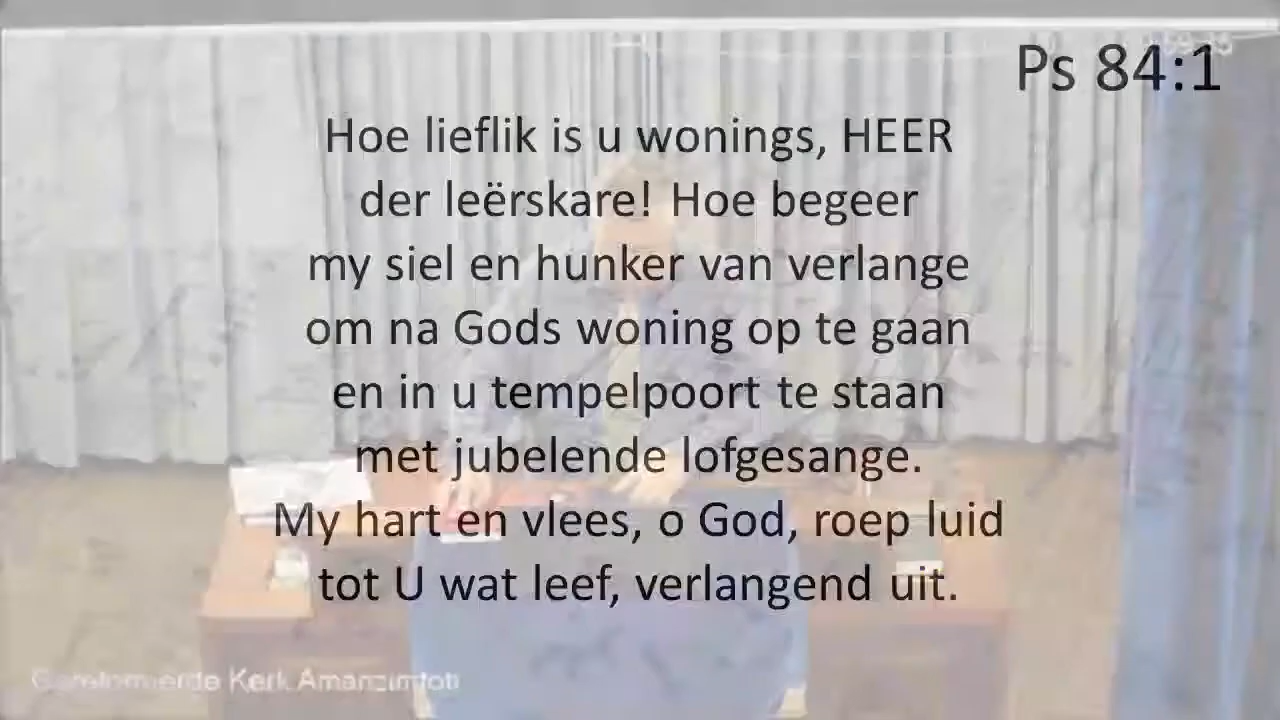 Ps 84:1
Hoe lieflik is u wonings, HEER
der leërskare! Hoe begeer
my siel en hunker van verlange
om na Gods woning op te gaan
en in u tempelpoort te staan
met jubelende lofgesange.
My hart en vlees, o God, roep luid
tot U wat leef, verlangend uit.
Gereformeerde Kerk Amanzimtoti